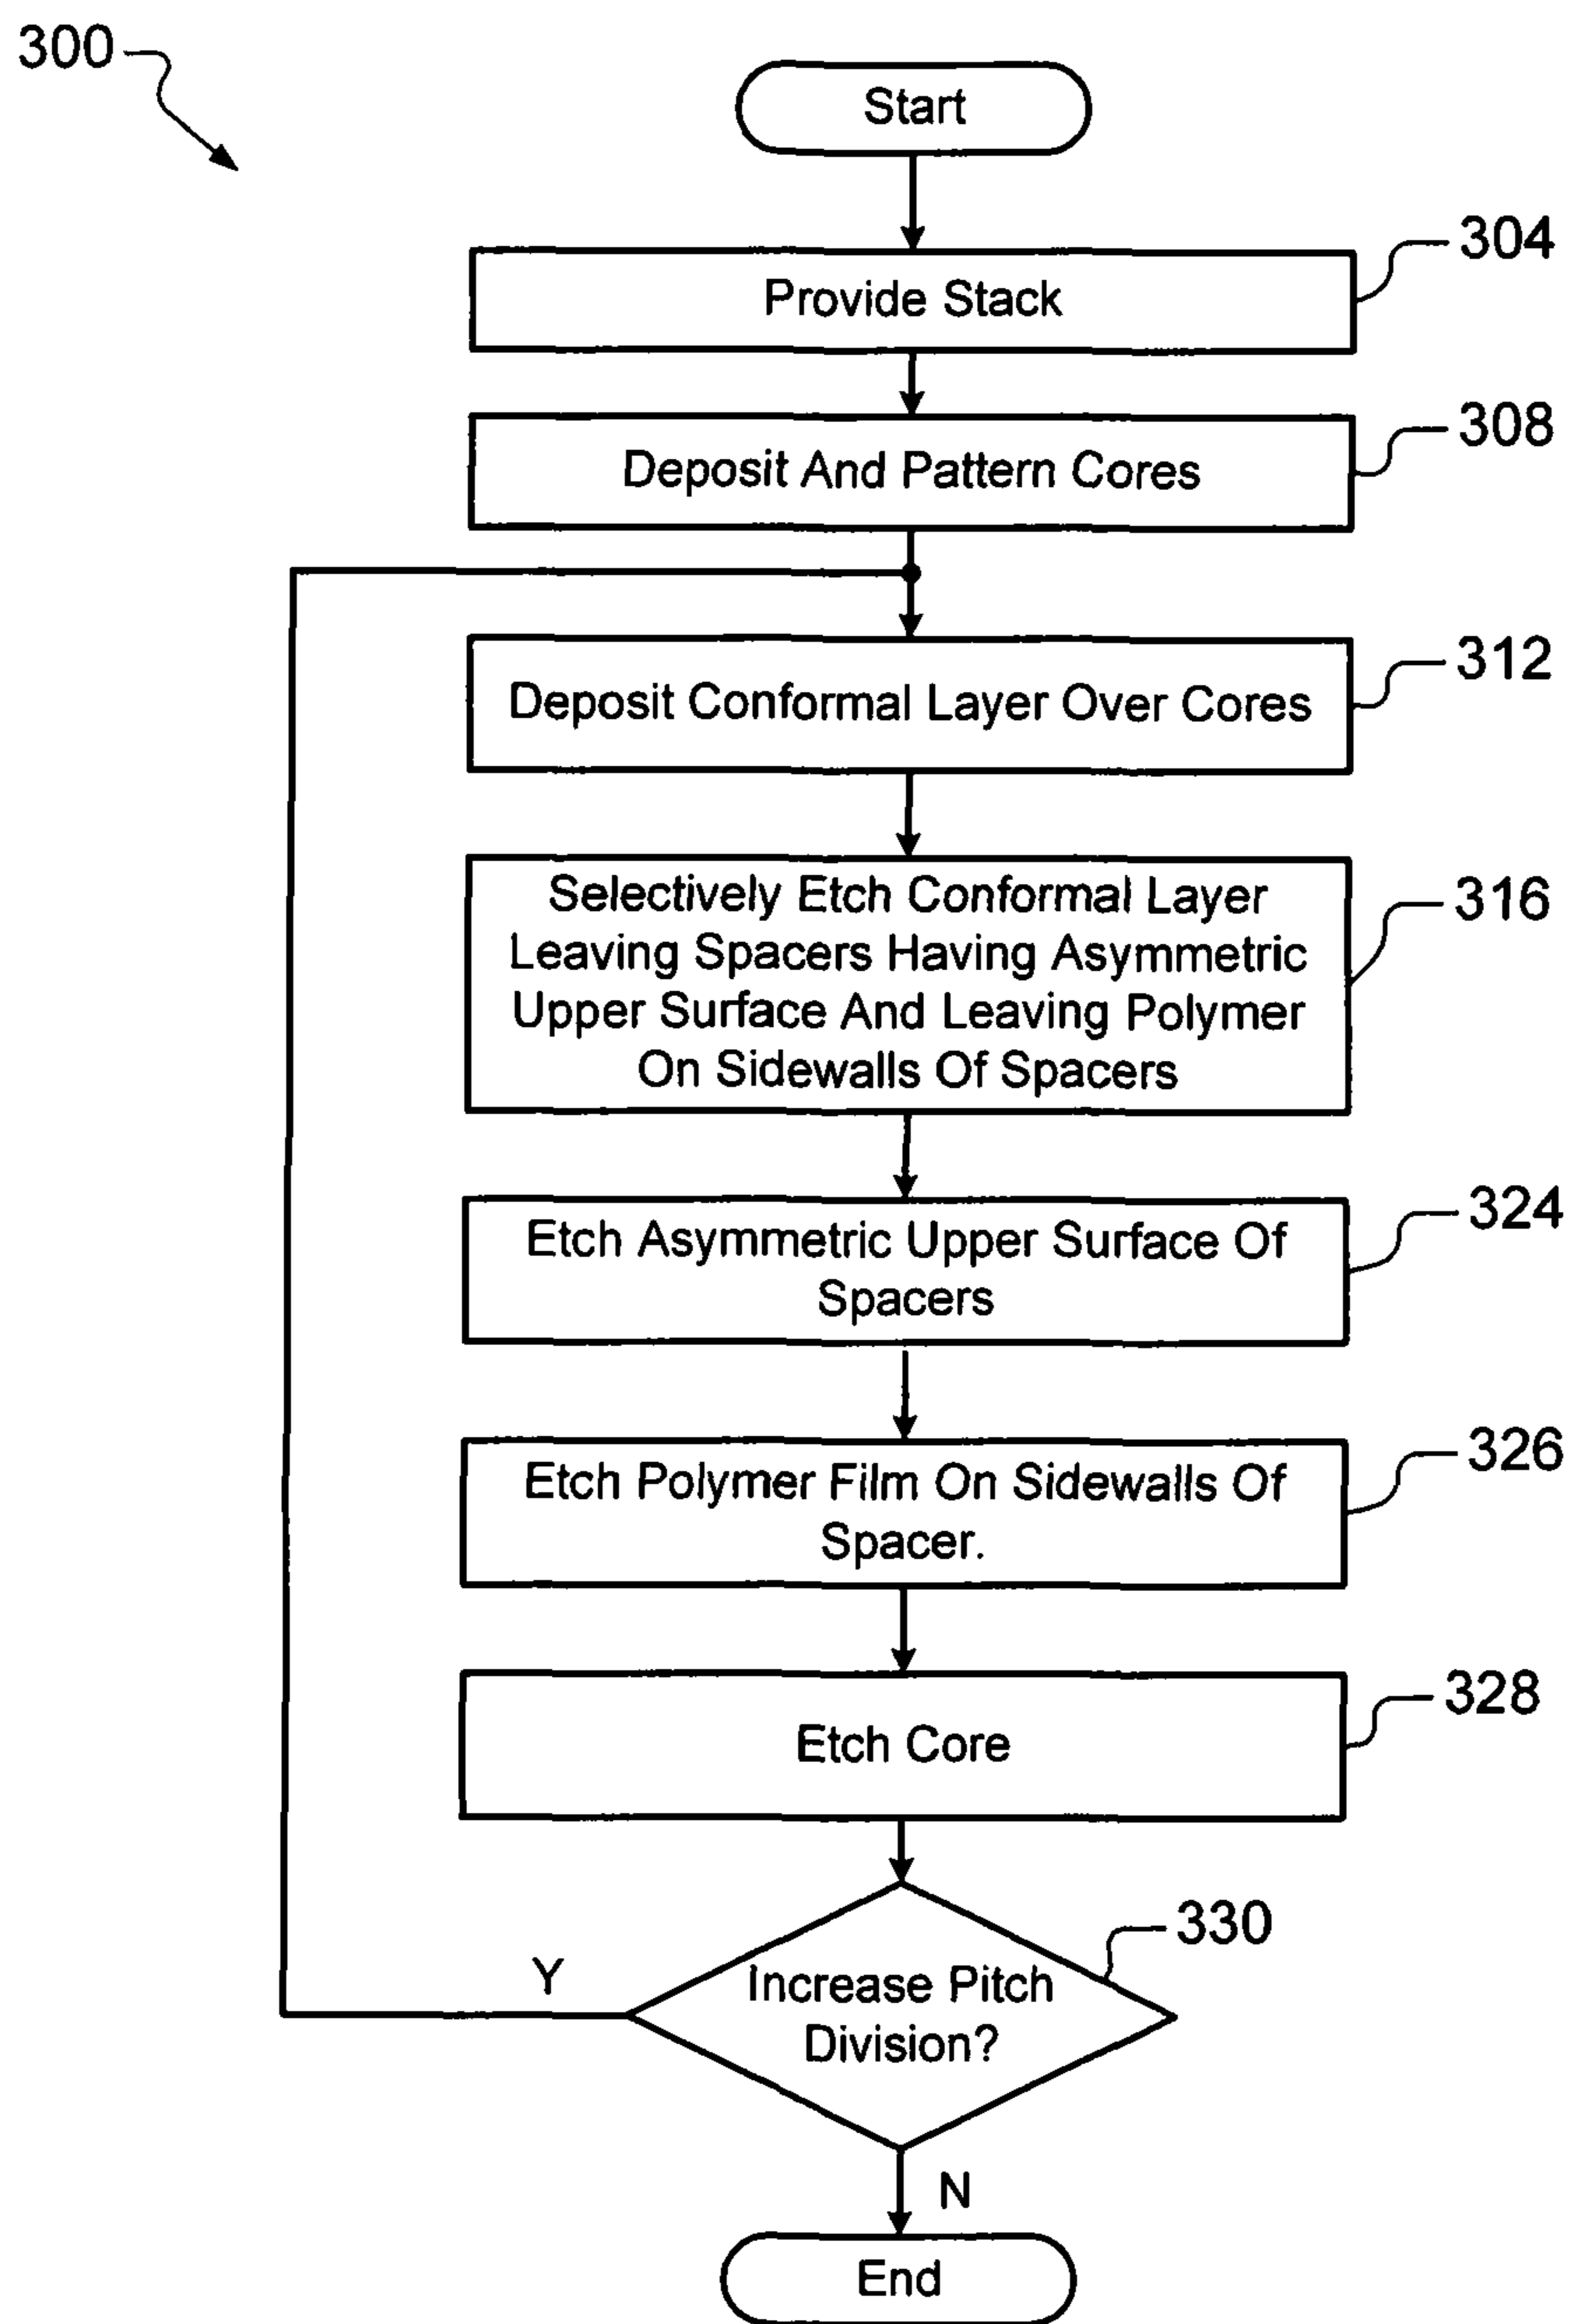 300
Start
304
Provide Stack
308
Deposit And Pattern Cores
312
Deposit Conformal Layer Over Cores
316
Selectively Etch Conformal Layer
Leaving Spacers Having Asymmetric
Upper Surface And Leaving Polymer
On Sidewalls Of Spacers
324
Etch Asymmetric Upper Surface Of
Spacers
326
Etch Polymer Film On Sidewalls Of
Spacer.
328
Etch Core
330
Increase Pitch
Division?
Y
N
End